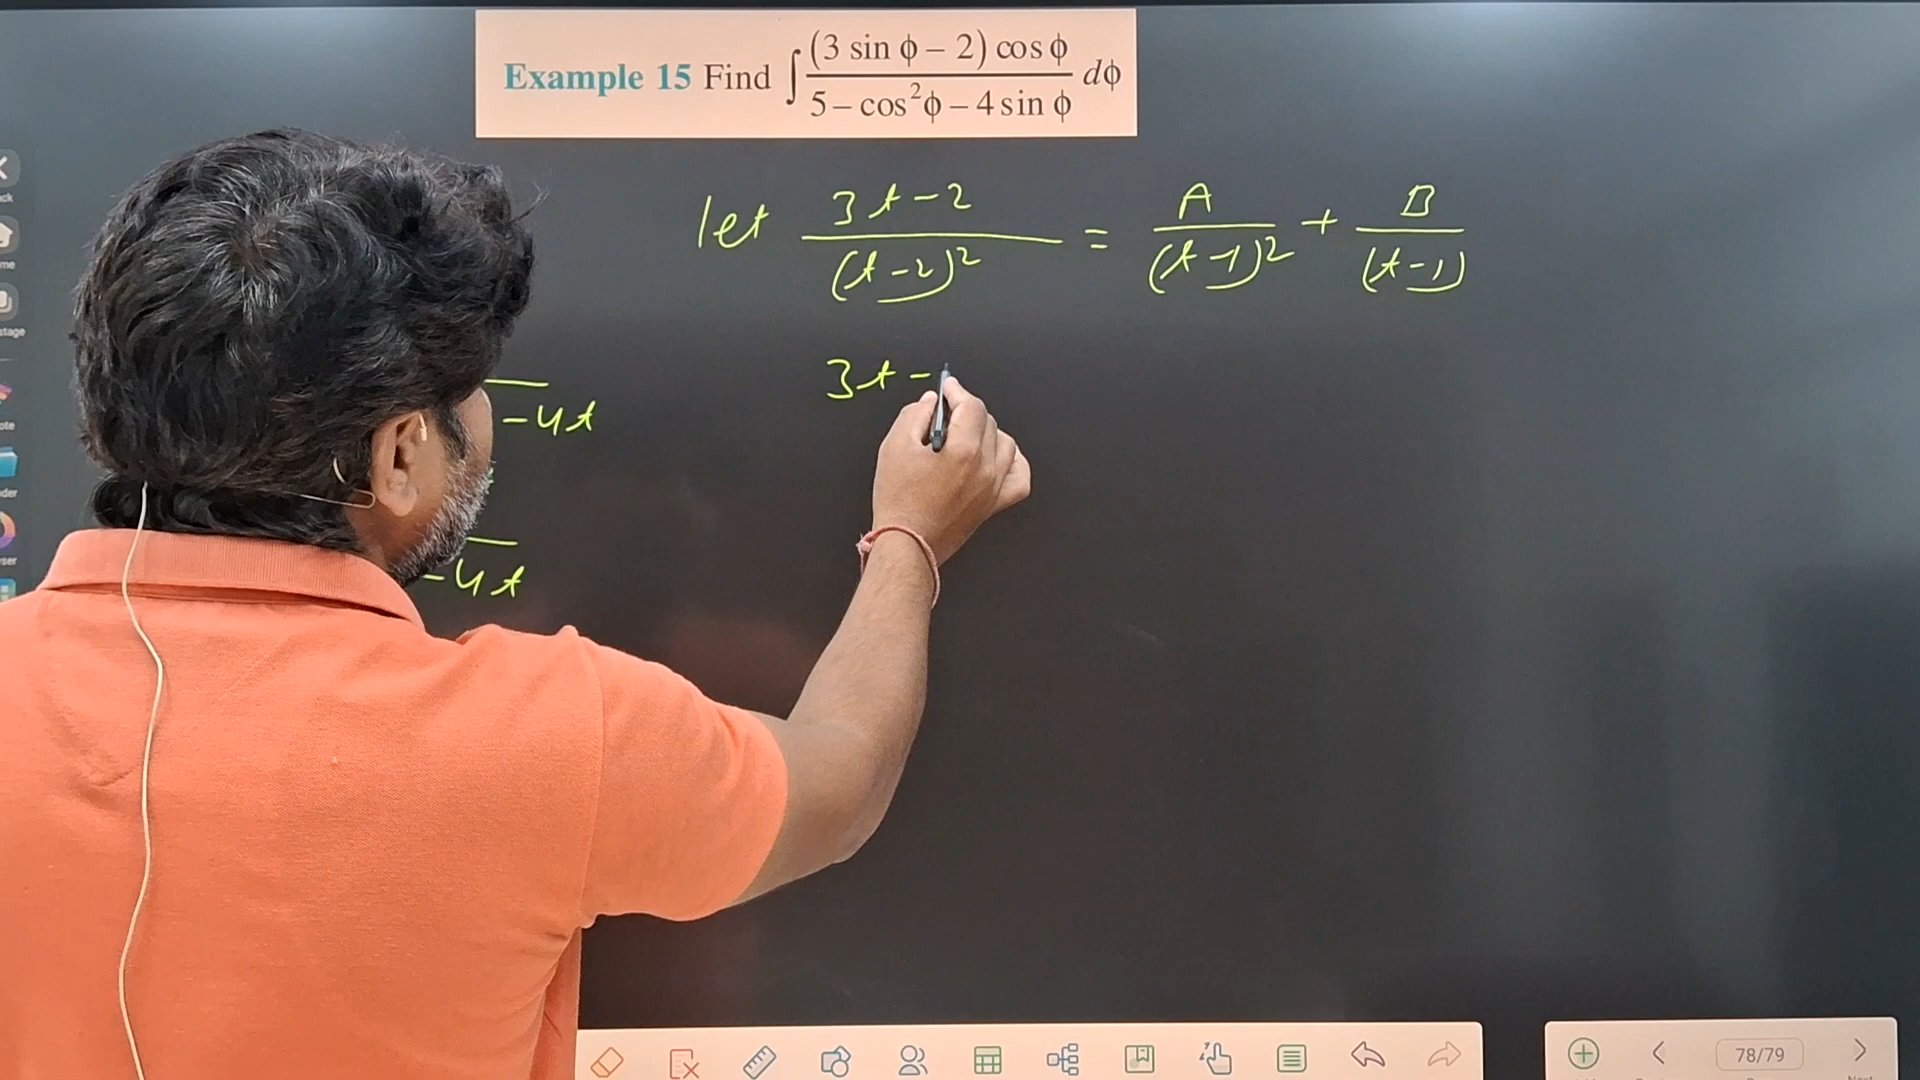 Example 15 Find ∫ (3 sin ϕ – 2) cos ϕ / 5 – cos²ϕ – 4 sin ϕ dϕ
let 3t-2 / (t-2)² = A / (t-1)² + B / (t-1)
3t-
-4t
-4t
78/79
Next